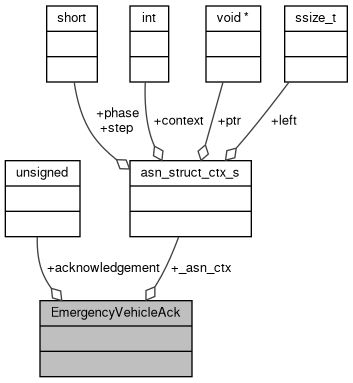 short
int
void *
ssize_t
+phase
+step
+context
+ptr
+left
unsigned
asn_struct_ctx_s
+acknowledgement
+_asn_ctx
EmergencyVehicleAck